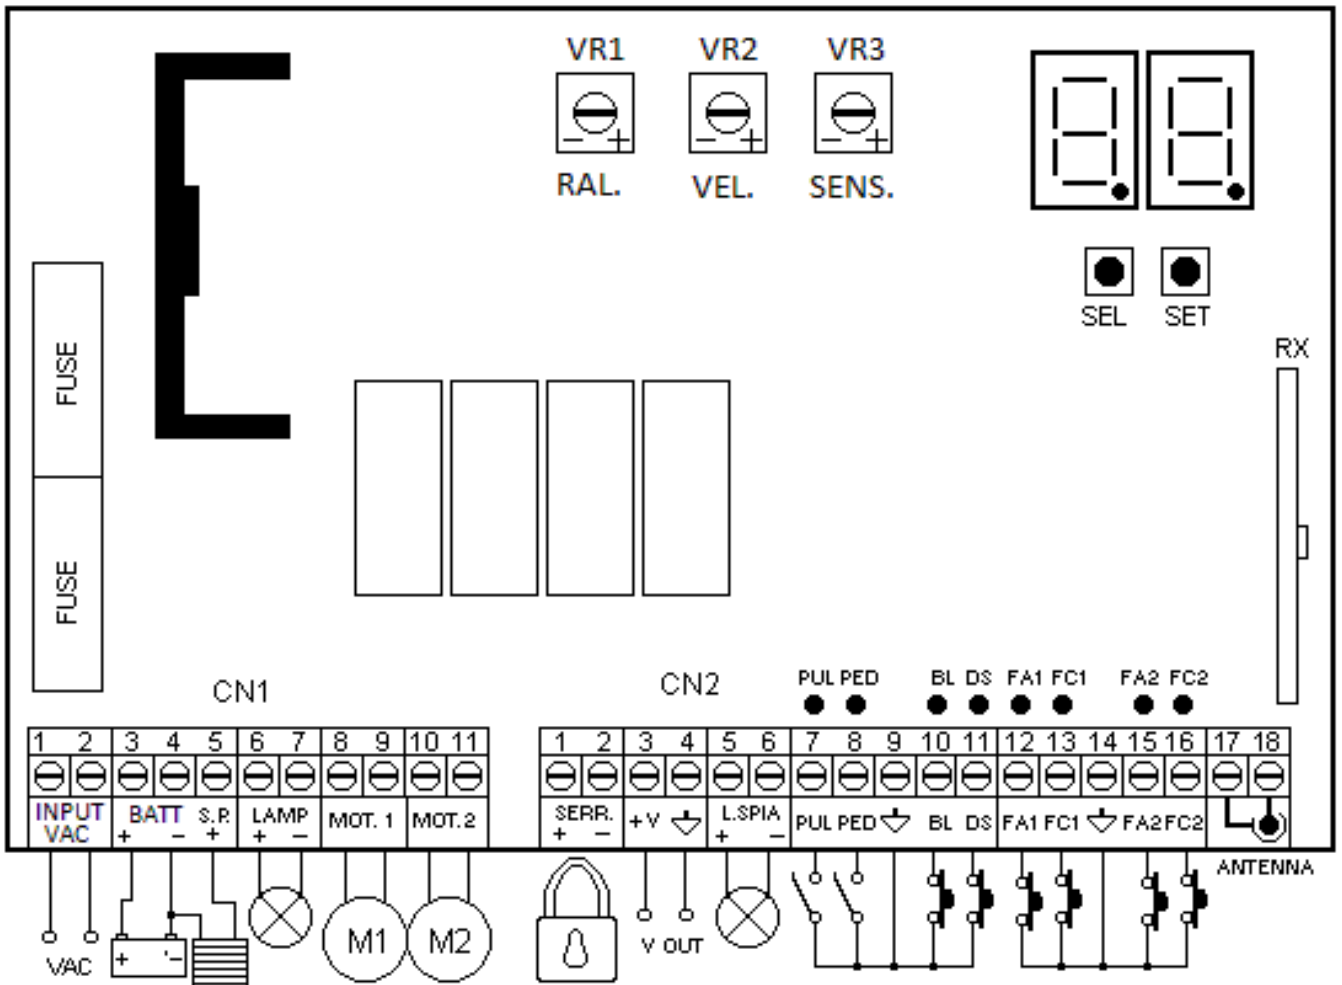 VR1 VR2 VR3
- + - + - +
RAL. VEL. SENS.
8. 8.
SEL SET
RX
FUSE
FUSE
CN1 CN2
PUL PED BL DS FA1 FC1 FA2 FC2
1 2 3 4 5 6 7 8 9 10 11
INPUT VAC BATT + - S.P. + LAMP + - MOT. 1 MOT.2
1 2 3 4 5 6 7 8 9 10 11 12 13 14 15 16 17 18
SERR. + - +V L.SPIA + - PUL PED BL DS FA1 FC1 FA2 FC2
ANTENNA
VAC + - M1 M2 V OUT